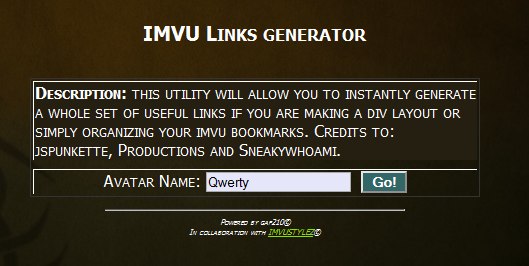 IMVU Links generator
Description: this utility will allow you to instantly generate
a whole set of useful links if you are making a div layout or
simply organizing your imvu bookmarks. Credits to:
jspunkette, Productions and Sneakywhoami.
Avatar Name: Qwerty Go!
Powered by gap210©
In collaboration with IMVUSTYLEZ©